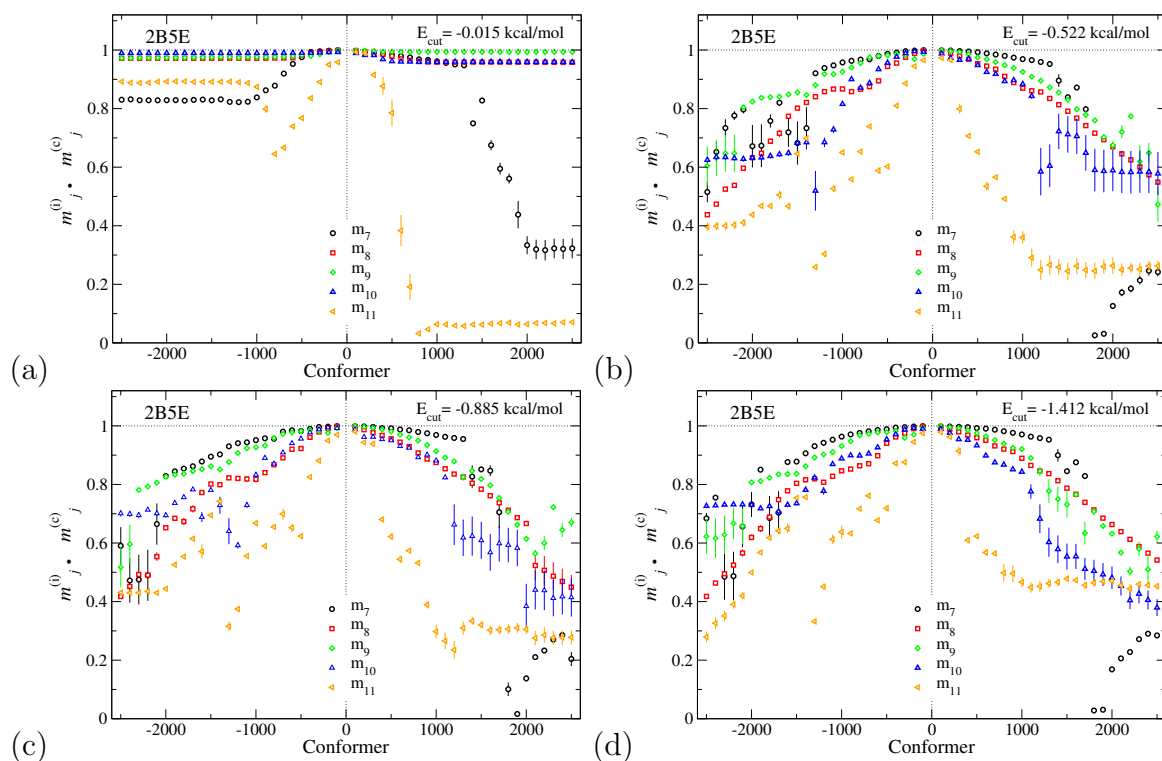 2B5E
E_cut = -0.015 kcal/mol
m_j^(i) • m_j^(c)
1
0.8
0.6
0.4
0.2
0
m_7
m_8
m_9
m_10
m_11
-2000 -1000 0 1000 2000
Conformer
(a)
2B5E
E_cut = -0.522 kcal/mol
m_j^(i) • m_j^(c)
1
0.8
0.6
0.4
0.2
0
m_7
m_8
m_9
m_10
m_11
-2000 -1000 0 1000 2000
Conformer
(b)
2B5E
E_cut = -0.885 kcal/mol
m_j^(i) • m_j^(c)
1
0.8
0.6
0.4
0.2
0
m_7
m_8
m_9
m_10
m_11
-2000 -1000 0 1000 2000
Conformer
(c)
2B5E
E_cut = -1.412 kcal/mol
m_j^(i) • m_j^(c)
1
0.8
0.6
0.4
0.2
0
m_7
m_8
m_9
m_10
m_11
-2000 -1000 0 1000 2000
Conformer
(d)